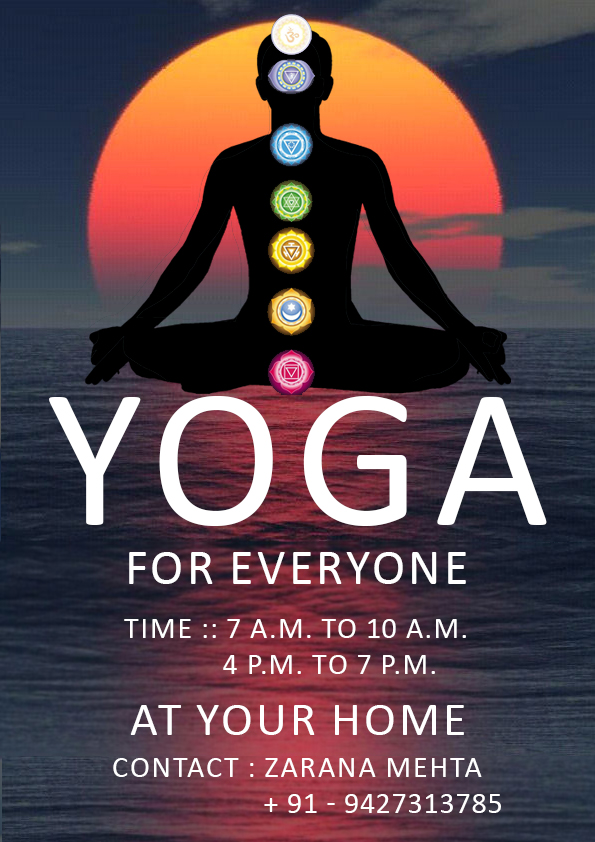 YOGA
FOR EVERYONE
TIME :: 7 A.M. TO 10 A.M.
4 P.M. TO 7 P.M.
AT YOUR HOME
CONTACT : ZARANA MEHTA
+ 91 - 9427313785